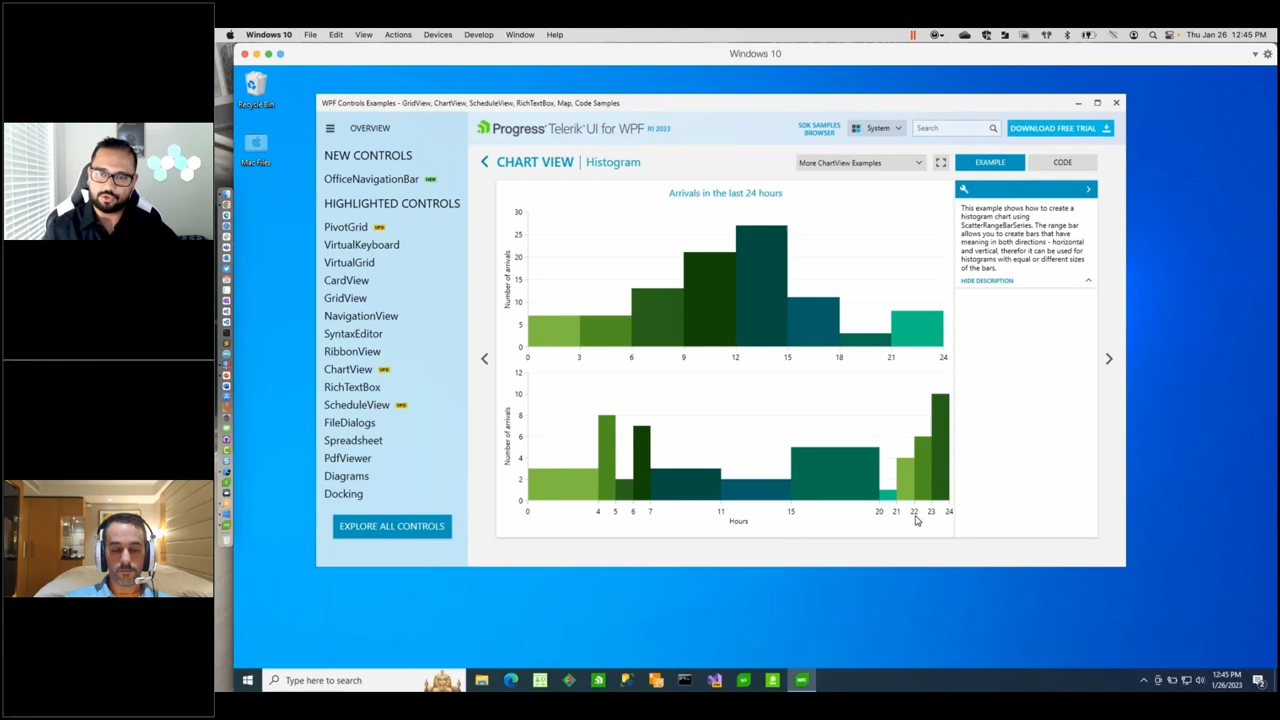 Windows 10 File Edit View Actions Devices Develop Window Help Thu Jan 26 12:45 PM
Windows 10
Recycle Bin
Mac Files
WPF Controls Examples - GridView, ChartView, ScheduleView, RichTextBox, Map, Code Samples
OVERVIEW
NEW CONTROLS
OfficeNavigationBar NEW
HIGHLIGHTED CONTROLS
PivotGrid UPD
VirtualKeyboard
VirtualGrid
CardView
GridView
NavigationView
SyntaxEditor
RibbonView
ChartView UPD
RichTextBox
ScheduleView UPD
FileDialogs
Spreadsheet
PdfViewer
Diagrams
Docking
EXPLORE ALL CONTROLS
Progress Telerik UI for WPF R1 2023
SDK SAMPLES
BROWSER
System
Search
DOWNLOAD FREE TRIAL
CHART VIEW | Histogram
More ChartView Examples
EXAMPLE
CODE
Arrivals in the last 24 hours
30
25
20
15
10
5
0
Number of arrivals
0 3 6 9 12 15 18 21 24
12
10
8
6
4
2
0
Number of arrivals
0 4 5 6 7 11 15 20 21 22 23 24
Hours
This example shows how to create a
histogram chart using
ScatterRangeBarSeries. The range bar
allows you to create bars that have
meaning in both directions - horizontal
and vertical, therefor it can be used for
histograms with equal or different sizes
of the bars.
HIDE DESCRIPTION
Type here to search
12:45 PM
1/26/2023